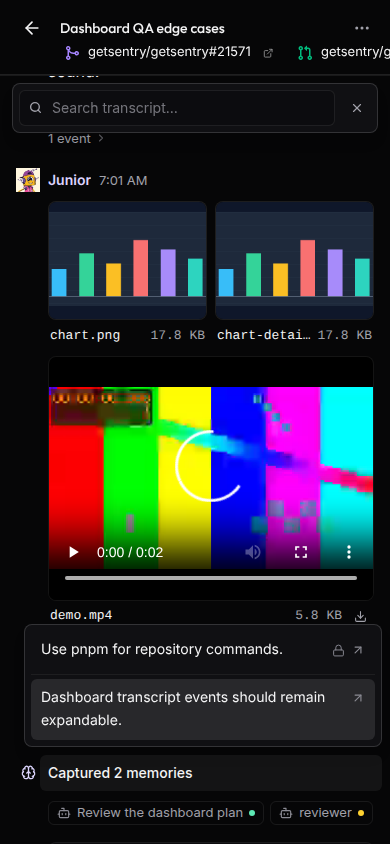 Dashboard QA edge cases
getsentry/getsentry#21571
getsentry/g
Search transcript...
1 event
Junior 7:01 AM
chart.png 17.8 KB
chart-detai… 17.8 KB
0:00 / 0:02
demo.mp4 5.8 KB
Use pnpm for repository commands.
Dashboard transcript events should remain
expandable.
Captured 2 memories
Review the dashboard plan
reviewer